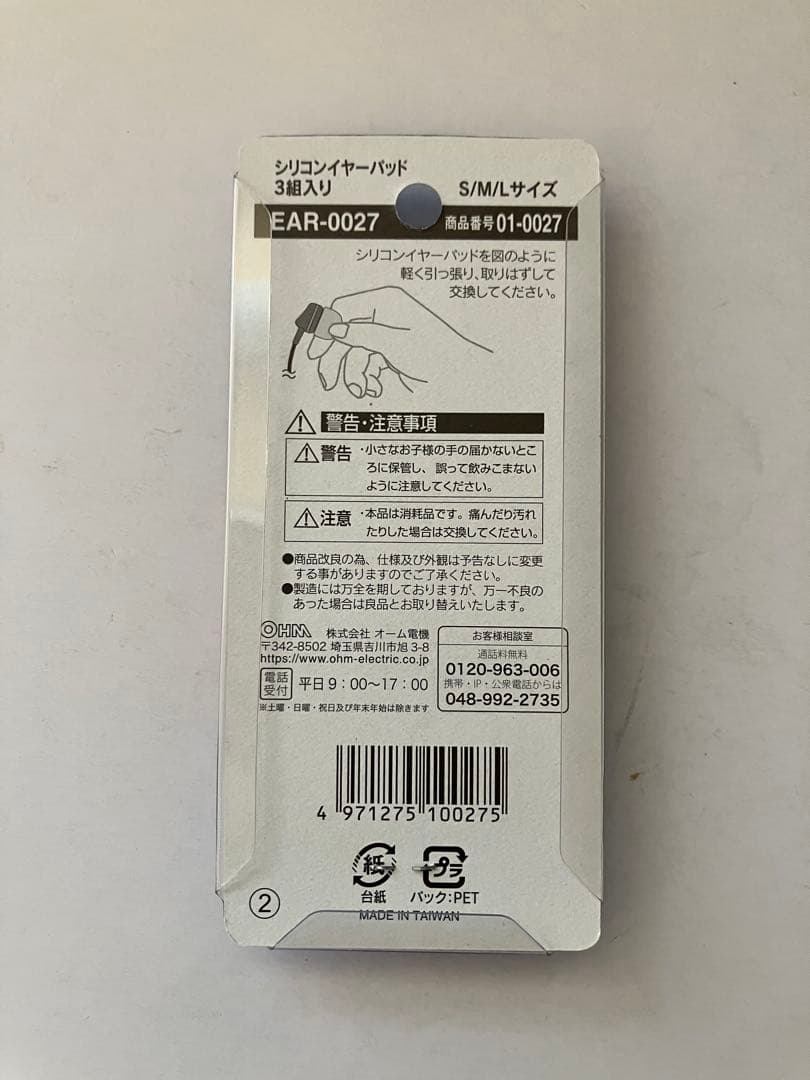 シリコンイヤーパッド
3組入り
S/M/Lサイズ
EAR-0027 商品番号 01-0027
シリコンイヤーパッドを図のように
軽く引っ張り、取りはずして
交換してください。
警告・注意事項
警告 ・小さなお子様の手の届かないとこ
ろに保管し、誤って飲みこまない
ように注意してください。
注意 ・本品は消耗品です。痛んだり汚れ
たりした場合は交換してください。
●商品改良の為、仕様及び外観は予告なしに変更
する事がありますのでご了承ください。
●製造には万全を期しておりますが、万一不良の
あった場合は良品とお取り替えいたします。
OHM 株式会社 オーム電機
〒342-8502 埼玉県吉川市旭 3-8
https://www.ohm-electric.co.jp
電話
受付
平日 9:00〜17:00
※土曜・日曜・祝日及び年末年始は除きます
お客様相談室
通話料無料
0120-963-006
携帯・IP・公衆電話からは
048-992-2735
4 971275 100275
紙
台紙
プラ
パック:PET
MADE IN TAIWAN
②